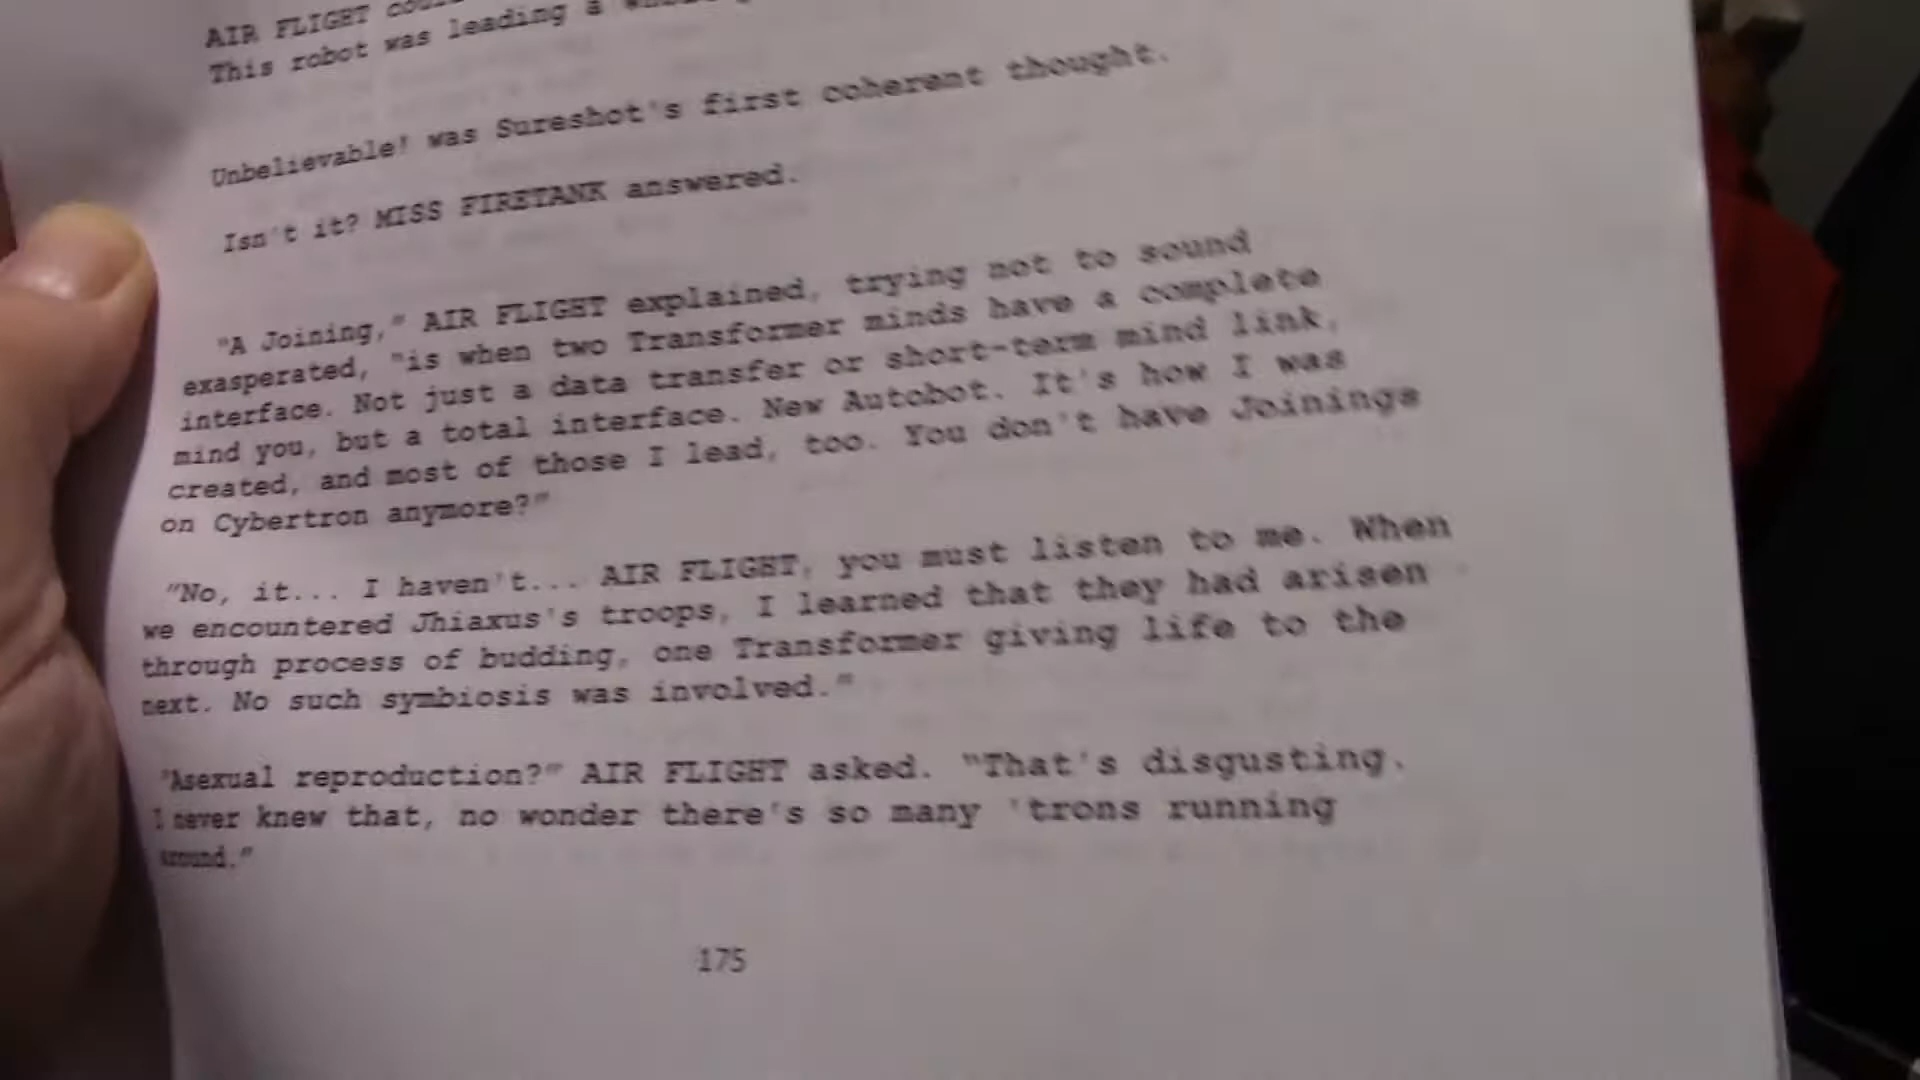 AIR FLIGHT
This robot was leading a
Unbelievable! was Sureshot's first coherent thought.
Isn't it? MISS FIRETANK answered.
"A Joining," AIR FLIGHT explained, trying not to sound
exasperated, "is when two Transformer minds have a complete
interface. Not just a data transfer or short-term mind link,
mind you, but a total interface. New Autobot. It's how I was
created, and most of those I lead, too. You don't have Joinings
on Cybertron anymore?"
"No, it... I haven't... AIR FLIGHT, you must listen to me. When
we encountered Jhiaxus's troops, I learned that they had arisen
through process of budding, one Transformer giving life to the
next. No such symbiosis was involved."
"Asexual reproduction?" AIR FLIGHT asked. "That's disgusting.
I never knew that, no wonder there's so many 'trons running
around."
175